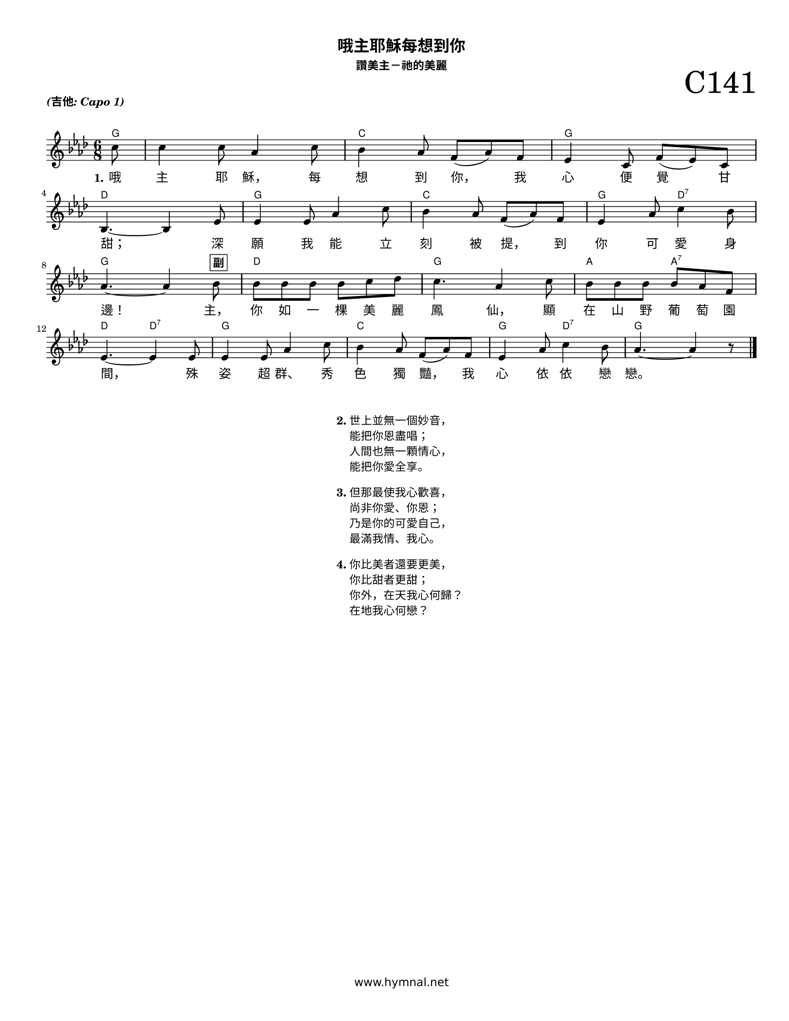 哦主耶穌每想到你
讚美主－祂的美麗
C141
(吉他: Capo 1)
G C G
1. 哦 主 耶 穌， 每 想 到 你， 我 心 便 覺 甘
4 D G C G D7
甜； 深 願 我 能 立 刻 被 提， 到 你 可 愛 身
8 G 副 D G A A7
邊！ 主， 你 如 一 棵 美 麗 鳳 仙， 顯 在 山 野 葡 萄 園
12 D D7 G C G D7 G
間， 殊 姿 超 群、 秀 色 獨 豔， 我 心 依 依 戀 戀。
2. 世上並無一個妙音，
能把你恩盡唱；
人間也無一顆情心，
能把你愛全享。
3. 但那最使我心歡喜，
尚非你愛、你恩；
乃是你的可愛自己，
最滿我情、我心。
4. 你比美者還要更美，
你比甜者更甜；
你外，在天我心何歸？
在地我心何戀？
www.hymnal.net